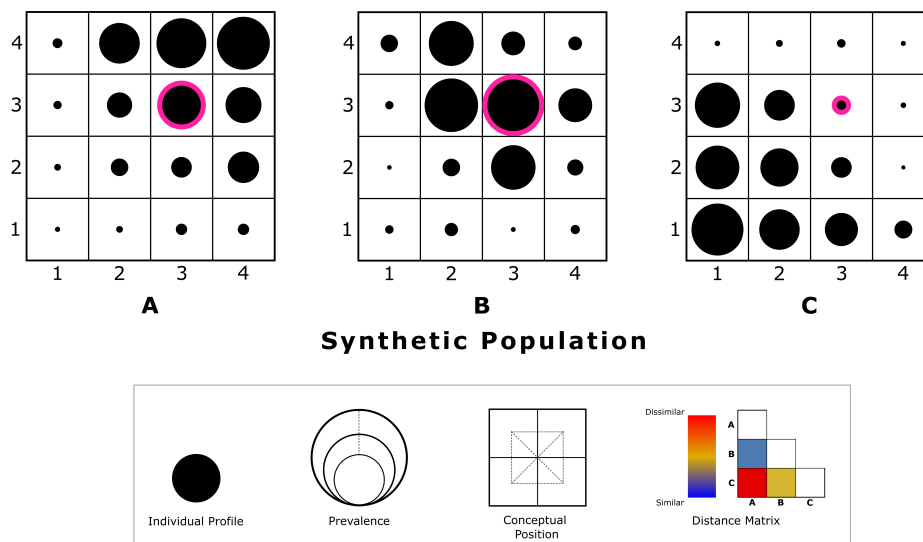 4
3
2
1
1 2 3 4
A
4
3
2
1
1 2 3 4
B
4
3
2
1
1 2 3 4
C
Synthetic Population
Individual Profile
Prevalence
Conceptual
Position
Dissimilar
Similar
A
B
C
A B C
Distance Matrix